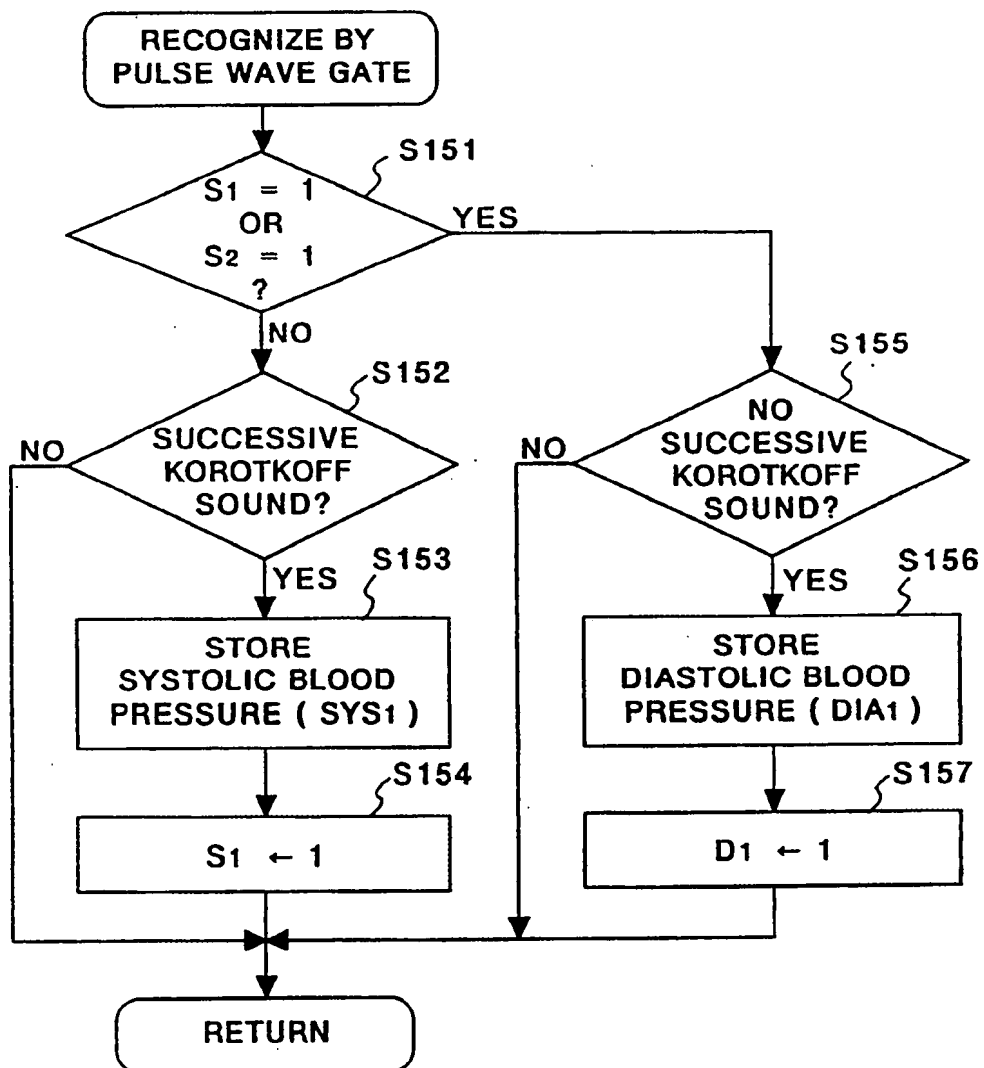 RECOGNIZE BY
PULSE WAVE GATE
S151
S1 = 1
OR
S2 = 1
?
YES
NO
S152
SUCCESSIVE
KOROTKOFF
SOUND?
NO
YES
S153
STORE
SYSTOLIC BLOOD
PRESSURE ( SYS1 )
S154
S1 ← 1
S155
NO
SUCCESSIVE
KOROTKOFF
SOUND?
NO
YES
S156
STORE
DIASTOLIC BLOOD
PRESSURE ( DIA1 )
S157
D1 ← 1
RETURN